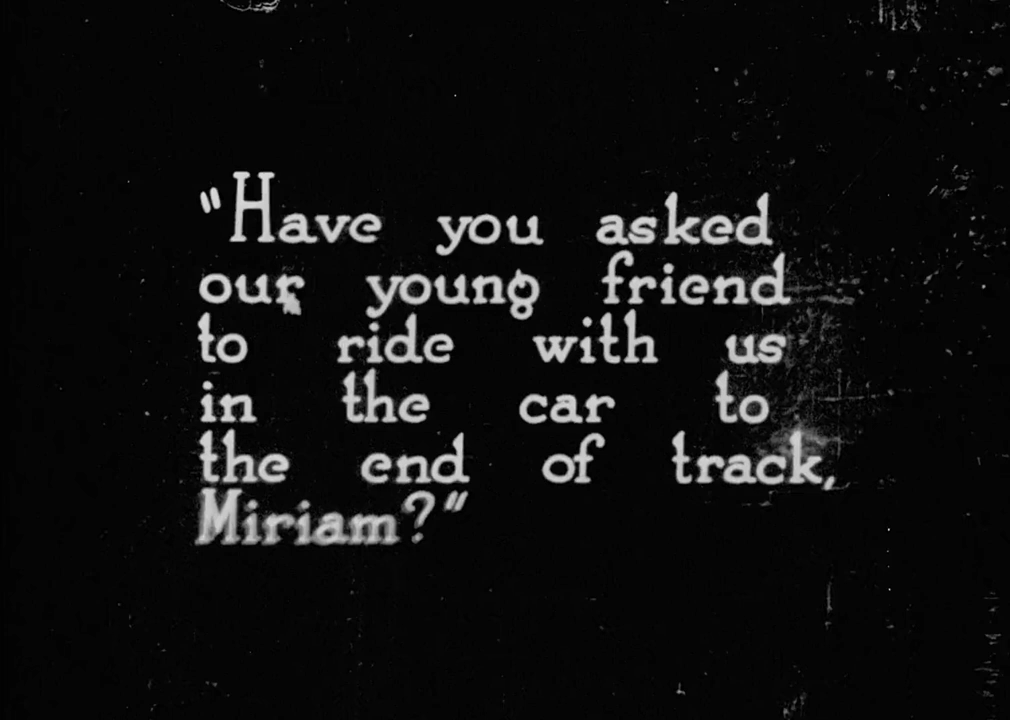 "Have you asked
our young friend
to ride with us
in the car to
the end of track,
Miriam?"